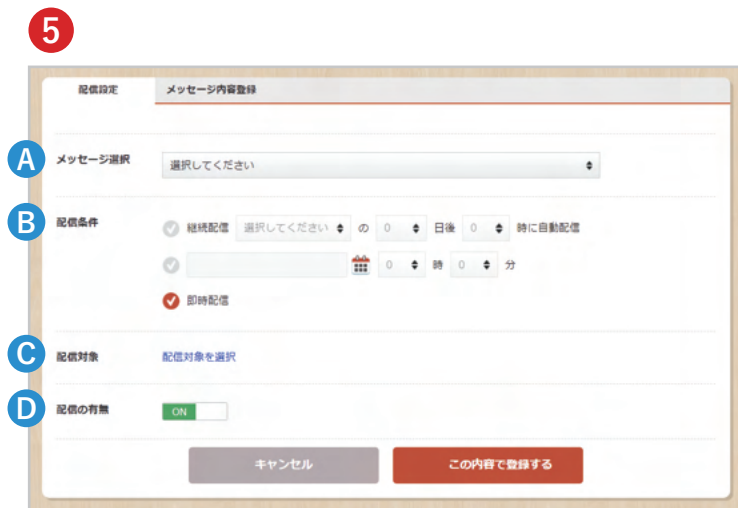 5
配信設定 メッセージ内容登録
A メッセージ選択 選択してください
B 配信条件 継続配信 選択してください の 0 日後 0 時に自動配信
0 時 0 分
即時配信
C 配信対象 配信対象を選択
D 配信の有無 ON
キャンセル この内容で登録する